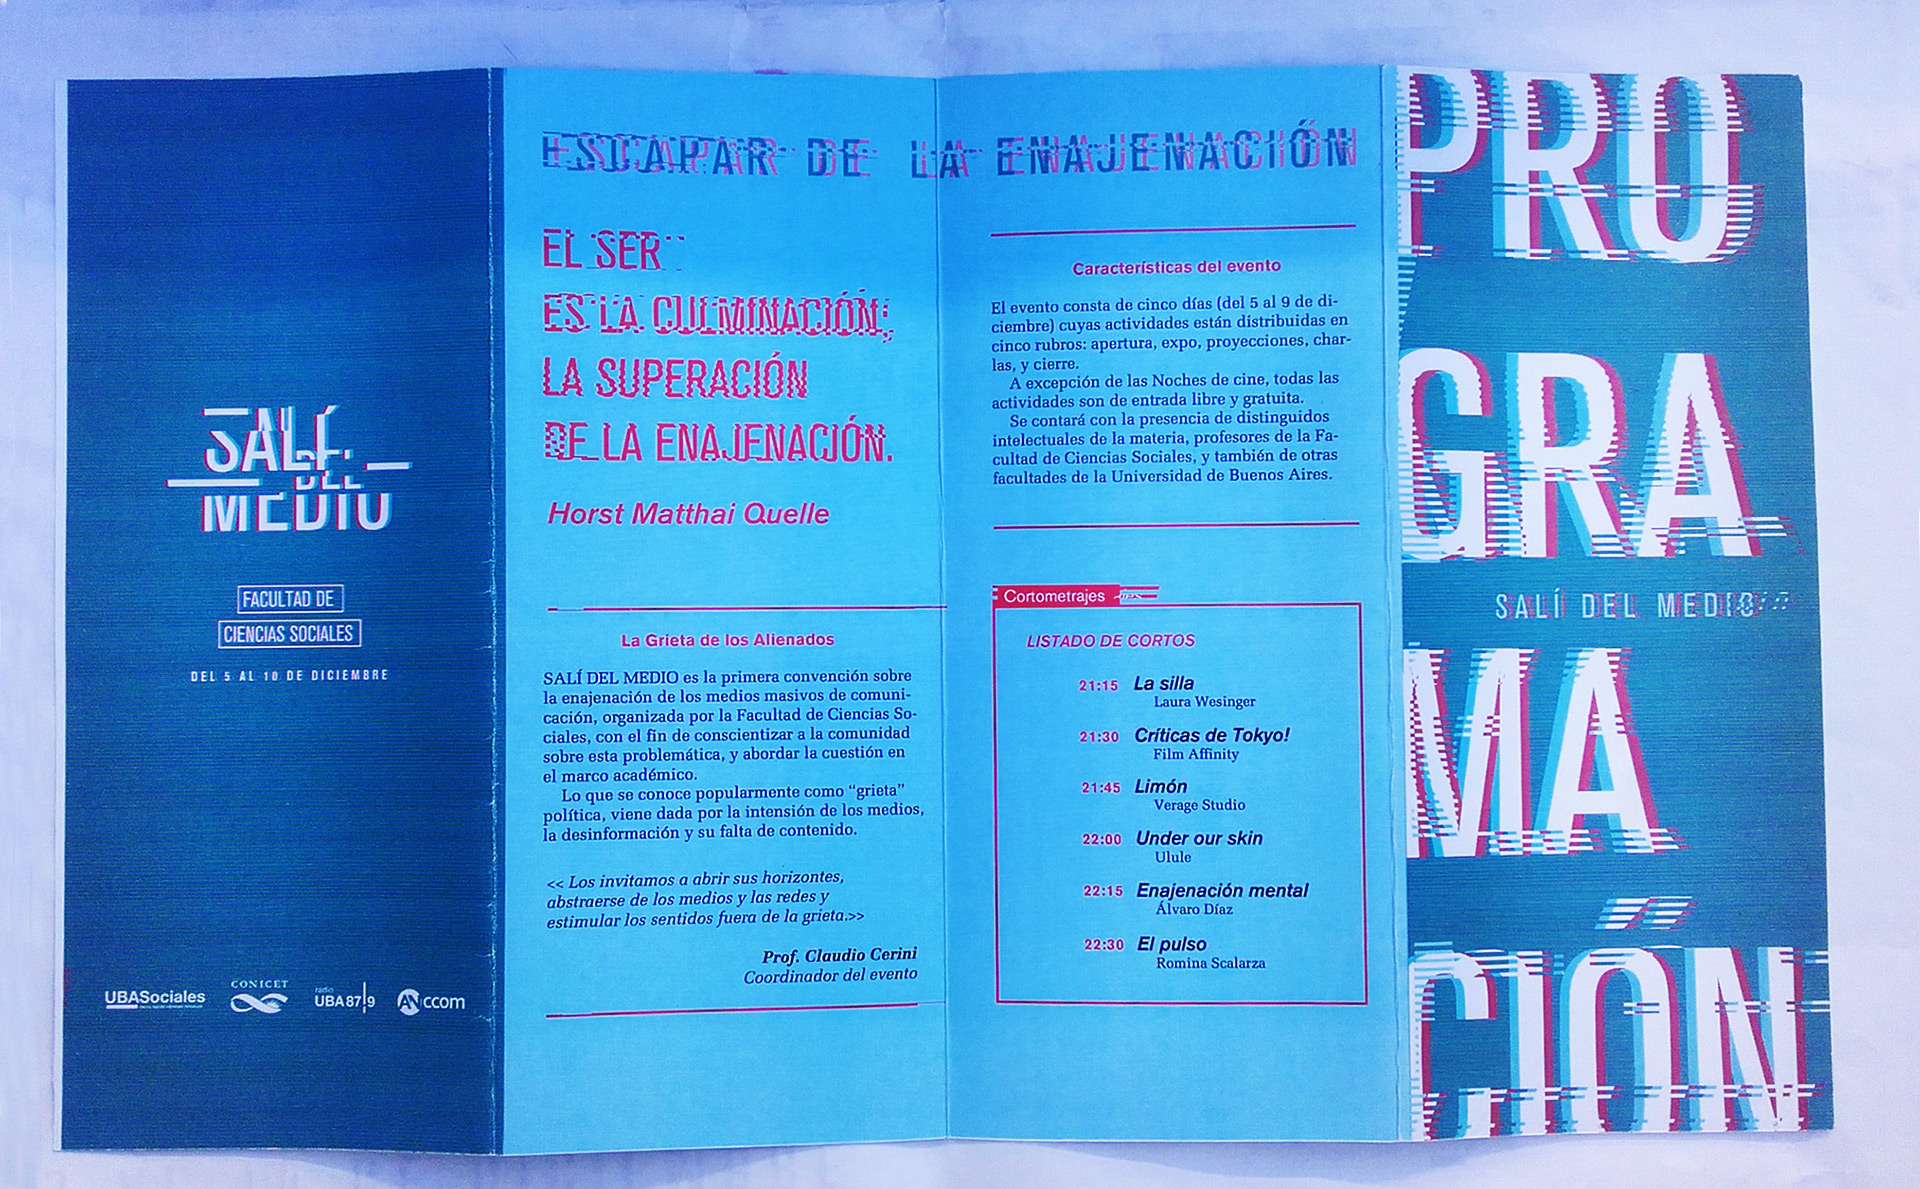 SALÍ
DEL
MEDIO
FACULTAD DE
CIENCIAS SOCIALES
DEL 5 AL 10 DE DICIEMBRE
UBASociales
CONICET
radio
UBA87|9
ANccom
ESCAPAR DE LA ENAJENACIÓN
EL SER
ES LA CULMINACIÓN;
LA SUPERACIÓN
DE LA ENAJENACIÓN.
Horst Matthai Quelle
La Grieta de los Alienados
SALÍ DEL MEDIO es la primera convención sobre
la enajenación de los medios masivos de comuni-
cación, organizada por la Facultad de Ciencias So-
ciales, con el fin de conscientizar a la comunidad
sobre esta problemática, y abordar la cuestión en
el marco académico.
Lo que se conoce popularmente como “grieta”
política, viene dada por la intensión de los medios,
la desinformación y su falta de contenido.
<< Los invitamos a abrir sus horizontes,
abstraerse de los medios y las redes y
estimular los sentidos fuera de la grieta.>>
Prof. Claudio Cerini
Coordinador del evento
Características del evento
El evento consta de cinco días (del 5 al 9 de di-
ciembre) cuyas actividades están distribuidas en
cinco rubros: apertura, expo, proyecciones, char-
las, y cierre.
A excepción de las Noches de cine, todas las
actividades son de entrada libre y gratuita.
Se contará con la presencia de distinguidos
intelectuales de la materia, profesores de la Fa-
cultad de Ciencias Sociales, y también de otras
facultades de la Universidad de Buenos Aires.
Cortometrajes
LISTADO DE CORTOS
21:15 La silla
Laura Wesinger
21:30 Críticas de Tokyo!
Film Affinity
21:45 Limón
Verage Studio
22:00 Under our skin
Ulule
22:15 Enajenación mental
Álvaro Díaz
22:30 El pulso
Romina Scalarza
PRO
GRA
SALÍ DEL MEDIO
MA
CIÓN